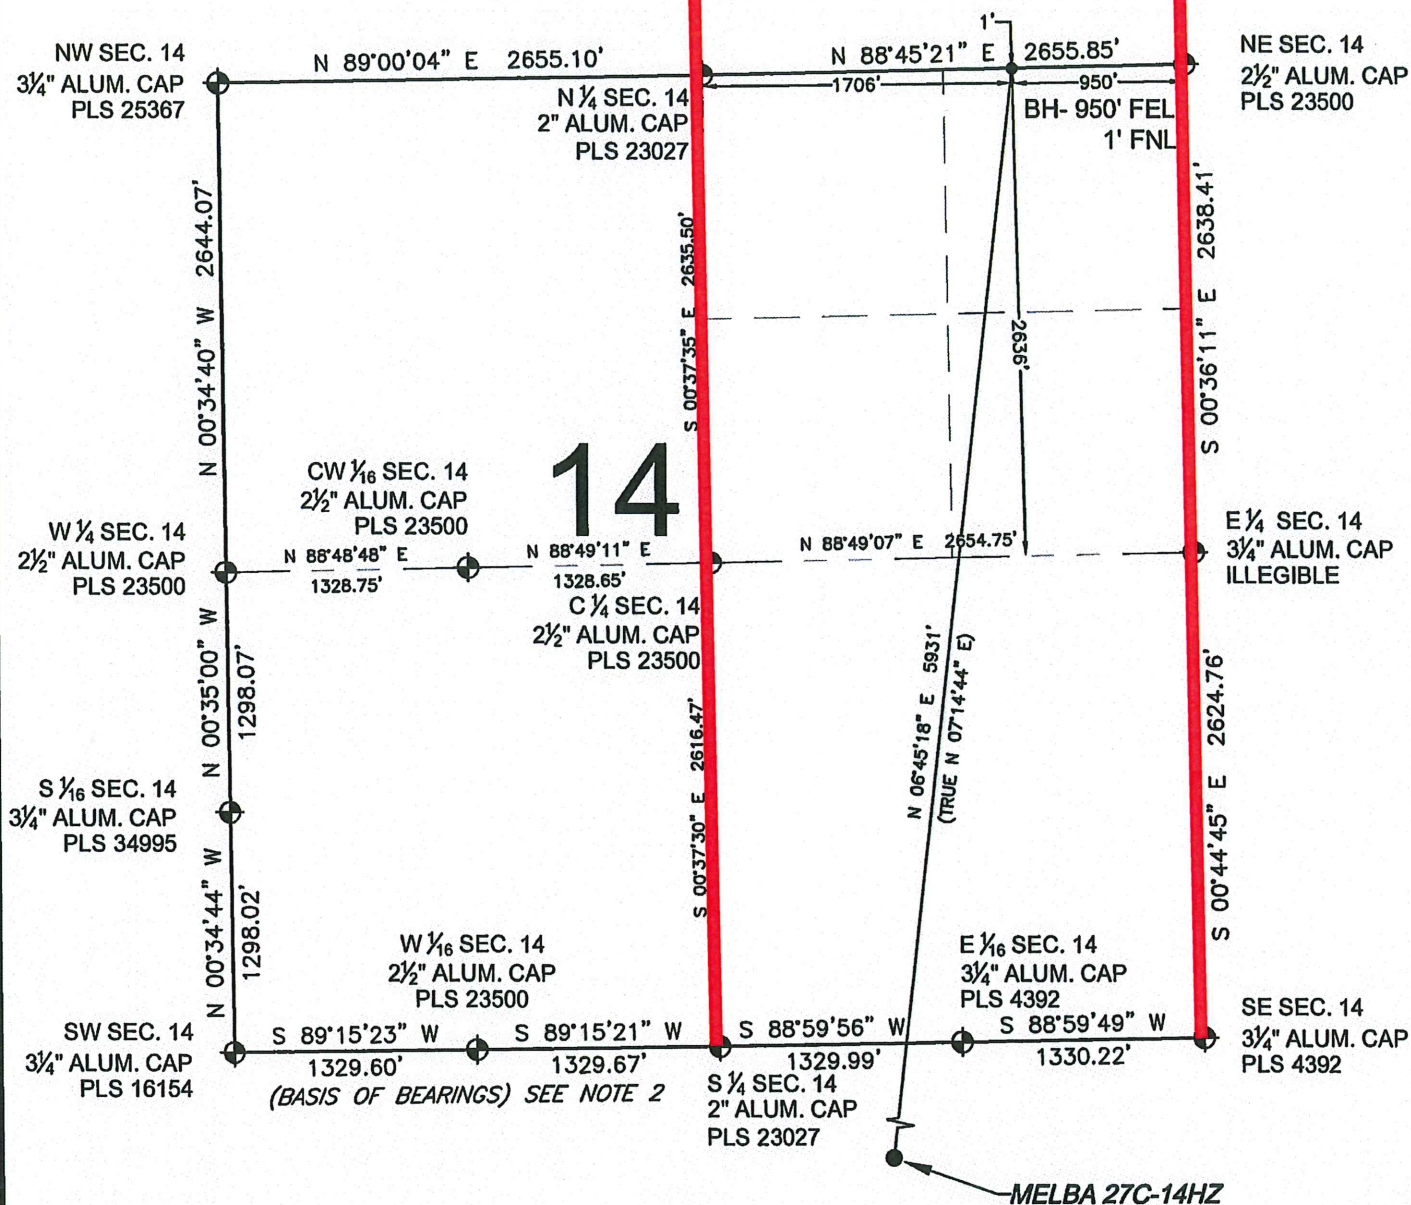 1'
NW SEC. 14
3¼" ALUM. CAP
PLS 25367
N 89°00'04" E 2655.10'
N 88°45'21" E 2655.85'
NE SEC. 14
2½" ALUM. CAP
PLS 23500
N ¼ SEC. 14
2" ALUM. CAP
PLS 23027
1706'
950'
BH- 950' FEL
1' FNL
N 00°34'40" W 2644.07'
S 00°37'35" E 2635.50'
2636'
S 00°36'11" E 2638.41'
14
CW 1⁄16 SEC. 14
2½" ALUM. CAP
PLS 23500
W ¼ SEC. 14
2½" ALUM. CAP
PLS 23500
N 88°48'48" E
1328.75'
N 88°49'11" E
1328.65'
N 88°49'07" E 2654.75'
E ¼ SEC. 14
3¼" ALUM. CAP
ILLEGIBLE
C ¼ SEC. 14
2½" ALUM. CAP
PLS 23500
N 00°35'00" W
1298.07'
S 00°37'30" E 2616.47'
N 06°45'18" E 5931'
(TRUE N 07°14'44" E)
S 00°44'45" E 2624.76'
S 1⁄16 SEC. 14
3¼" ALUM. CAP
PLS 34995
N 00°34'44" W
1298.02'
W 1⁄16 SEC. 14
2½" ALUM. CAP
PLS 23500
E 1⁄16 SEC. 14
3¼" ALUM. CAP
PLS 4392
SW SEC. 14
3¼" ALUM. CAP
PLS 16154
S 89°15'23" W
1329.60'
S 89°15'21" W
1329.67'
(BASIS OF BEARINGS) SEE NOTE 2
S 88°59'56" W
1329.99'
S 88°59'49" W
1330.22'
SE SEC. 14
3¼" ALUM. CAP
PLS 4392
S ¼ SEC. 14
2" ALUM. CAP
PLS 23027
MELBA 27C-14HZ